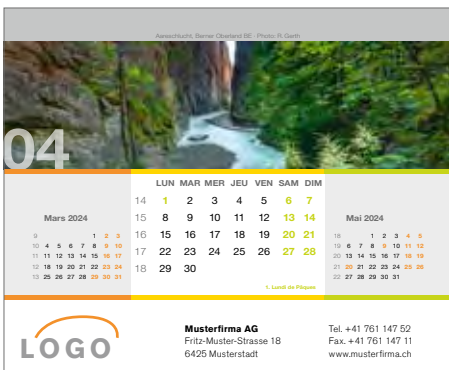 Aareschlucht, Berner Oberland BE - Photo: R. Gerth
04
LUN MAR MER JEU VEN SAM DIM
14 1 2 3 4 5 6 7
15 8 9 10 11 12 13 14
16 15 16 17 18 19 20 21
17 22 23 24 25 26 27 28
18 29 30
1. Lundi de Pâques
Mars 2024
9 1 2 3
10 4 5 6 7 8 9 10
11 11 12 13 14 15 16 17
12 18 19 20 21 22 23 24
13 25 26 27 28 29 30 31
Mai 2024
18 1 2 3 4 5
19 6 7 8 9 10 11 12
20 13 14 15 16 17 18 19
21 20 21 22 23 24 25 26
22 27 28 29 30 31
LOGO
Musterfirma AG
Fritz-Muster-Strasse 18
6425 Musterstadt
Tel. +41 761 147 52
Fax. +41 761 147 11
www.musterfirma.ch